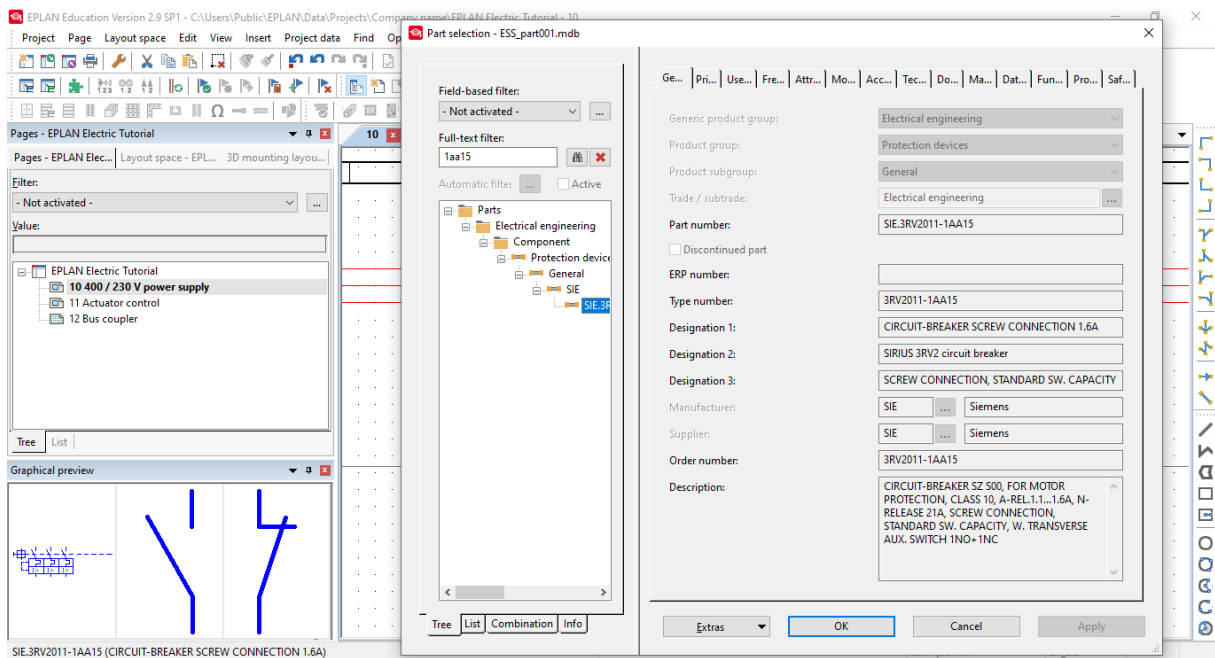 EPLAN Education Version 2.9 SP1 - C:\Users\Public\EPLAN\Data\Projects\Company name\EPLAN Electric Tutorial - 10
Project Page Layout space Edit View Insert Project data Find Op
Pages - EPLAN Electric Tutorial
Pages - EPLAN Elec... Layout space - EPL... 3D mounting layou...
Filter:
- Not activated -
...
Value:
EPLAN Electric Tutorial
10 400 / 230 V power supply
11 Actuator control
12 Bus coupler
Tree List
Graphical preview
SIE.3RV2011-1AA15 (CIRCUIT-BREAKER SCREW CONNECTION 1.6A)
10
Part selection - ESS_part001.mdb
Field-based filter:
- Not activated -
...
Full-text filter:
1aa15
Automatic filter ... Active
Parts
Electrical engineering
Component
Protection device
General
SIE
SIE.3R
Tree List Combination Info
Ge... Pri... Use... Fre... Attr... Mo... Acc... Tec... Do... Ma... Dat... Fun... Pro... Saf...
Generic product group: Electrical engineering
Product group: Protection devices
Product subgroup: General
Trade / subtrade: Electrical engineering ...
Part number: SIE.3RV2011-1AA15
Discontinued part
ERP number:
Type number: 3RV2011-1AA15
Designation 1: CIRCUIT-BREAKER SCREW CONNECTION 1.6A
Designation 2: SIRIUS 3RV2 circuit breaker
Designation 3: SCREW CONNECTION, STANDARD SW. CAPACITY
Manufacturer: SIE ... Siemens
Supplier: SIE ... Siemens
Order number: 3RV2011-1AA15
Description: CIRCUIT-BREAKER SZ S00, FOR MOTOR
PROTECTION, CLASS 10, A-REL.1.1...1.6A, N-
RELEASE 21A, SCREW CONNECTION,
STANDARD SW. CAPACITY, W. TRANSVERSE
AUX. SWITCH 1NO+1NC
Extras OK Cancel Apply